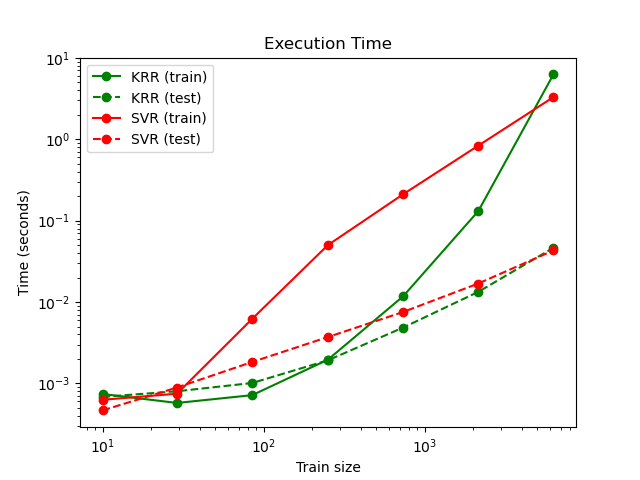 Execution Time
10¹
10⁰
10⁻¹
10⁻²
10⁻³
Time (seconds)
KRR (train)
KRR (test)
SVR (train)
SVR (test)
10¹ 10² 10³
Train size